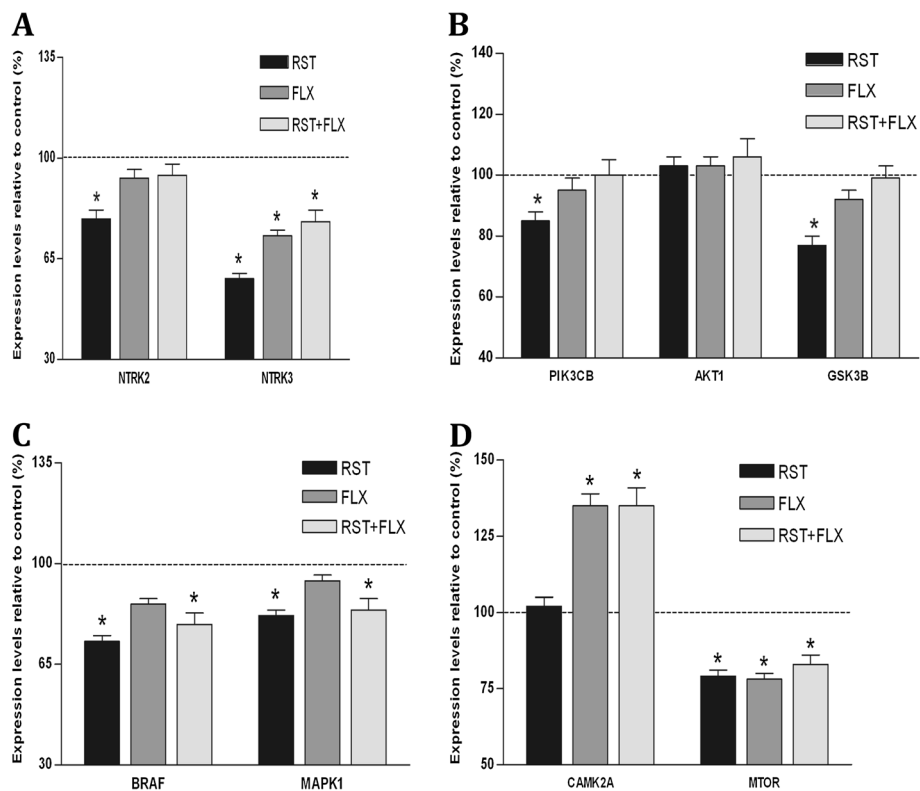 A
Expression levels relative to control (%)
135
100
65
30
RST
FLX
RST+FLX
*
*
*
*
NTRK2
NTRK3
B
Expression levels relative to control (%)
140
120
100
80
60
40
RST
FLX
RST+FLX
*
*
PIK3CB
AKT1
GSK3B
C
Expression levels relative to control (%)
135
100
65
30
RST
FLX
RST+FLX
*
*
*
*
BRAF
MAPK1
D
Expression levels relative to control (%)
150
125
100
75
50
RST
FLX
RST+FLX
*
*
*
*
*
CAMK2A
MTOR